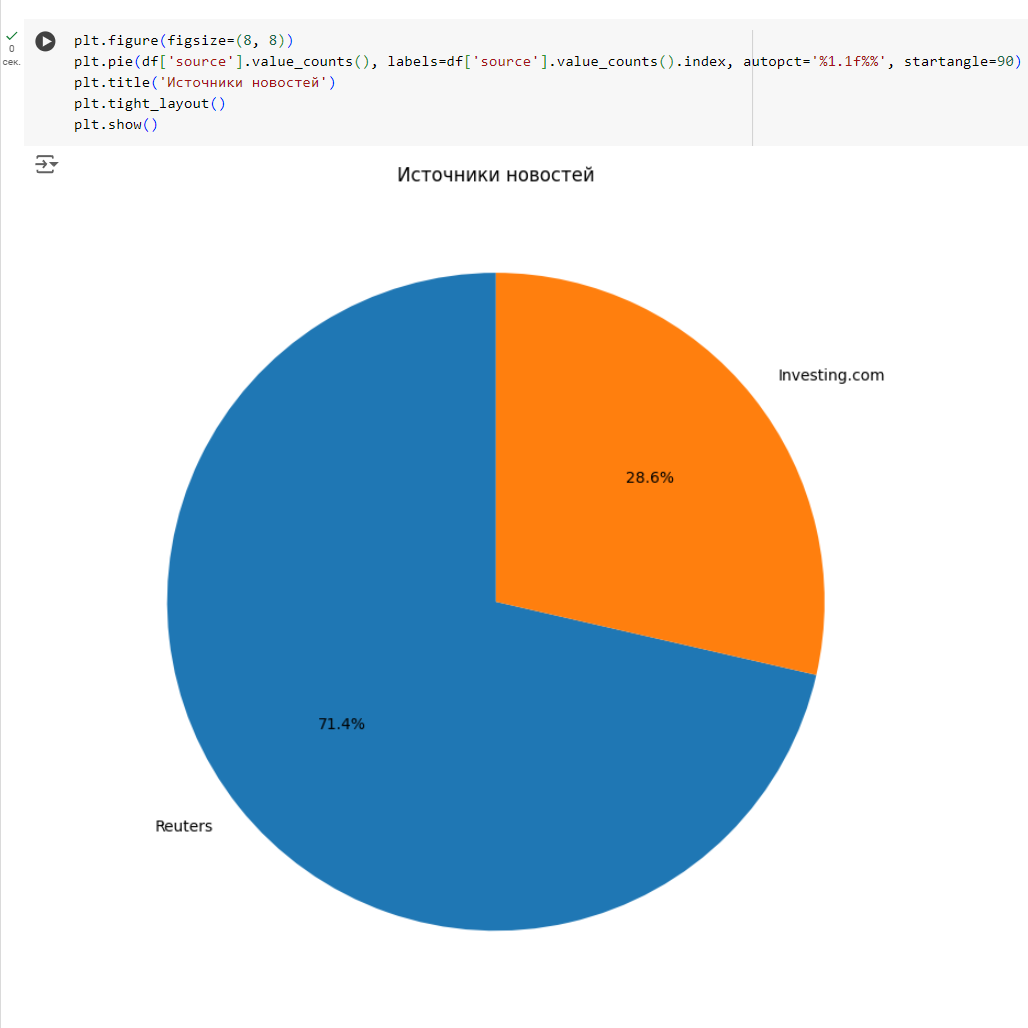 0
сек.
plt.figure(figsize=(8, 8))
plt.pie(df['source'].value_counts(), labels=df['source'].value_counts().index, autopct='%1.1f%%', startangle=90)
plt.title('Источники новостей')
plt.tight_layout()
plt.show()
Источники новостей
Investing.com
28.6%
71.4%
Reuters